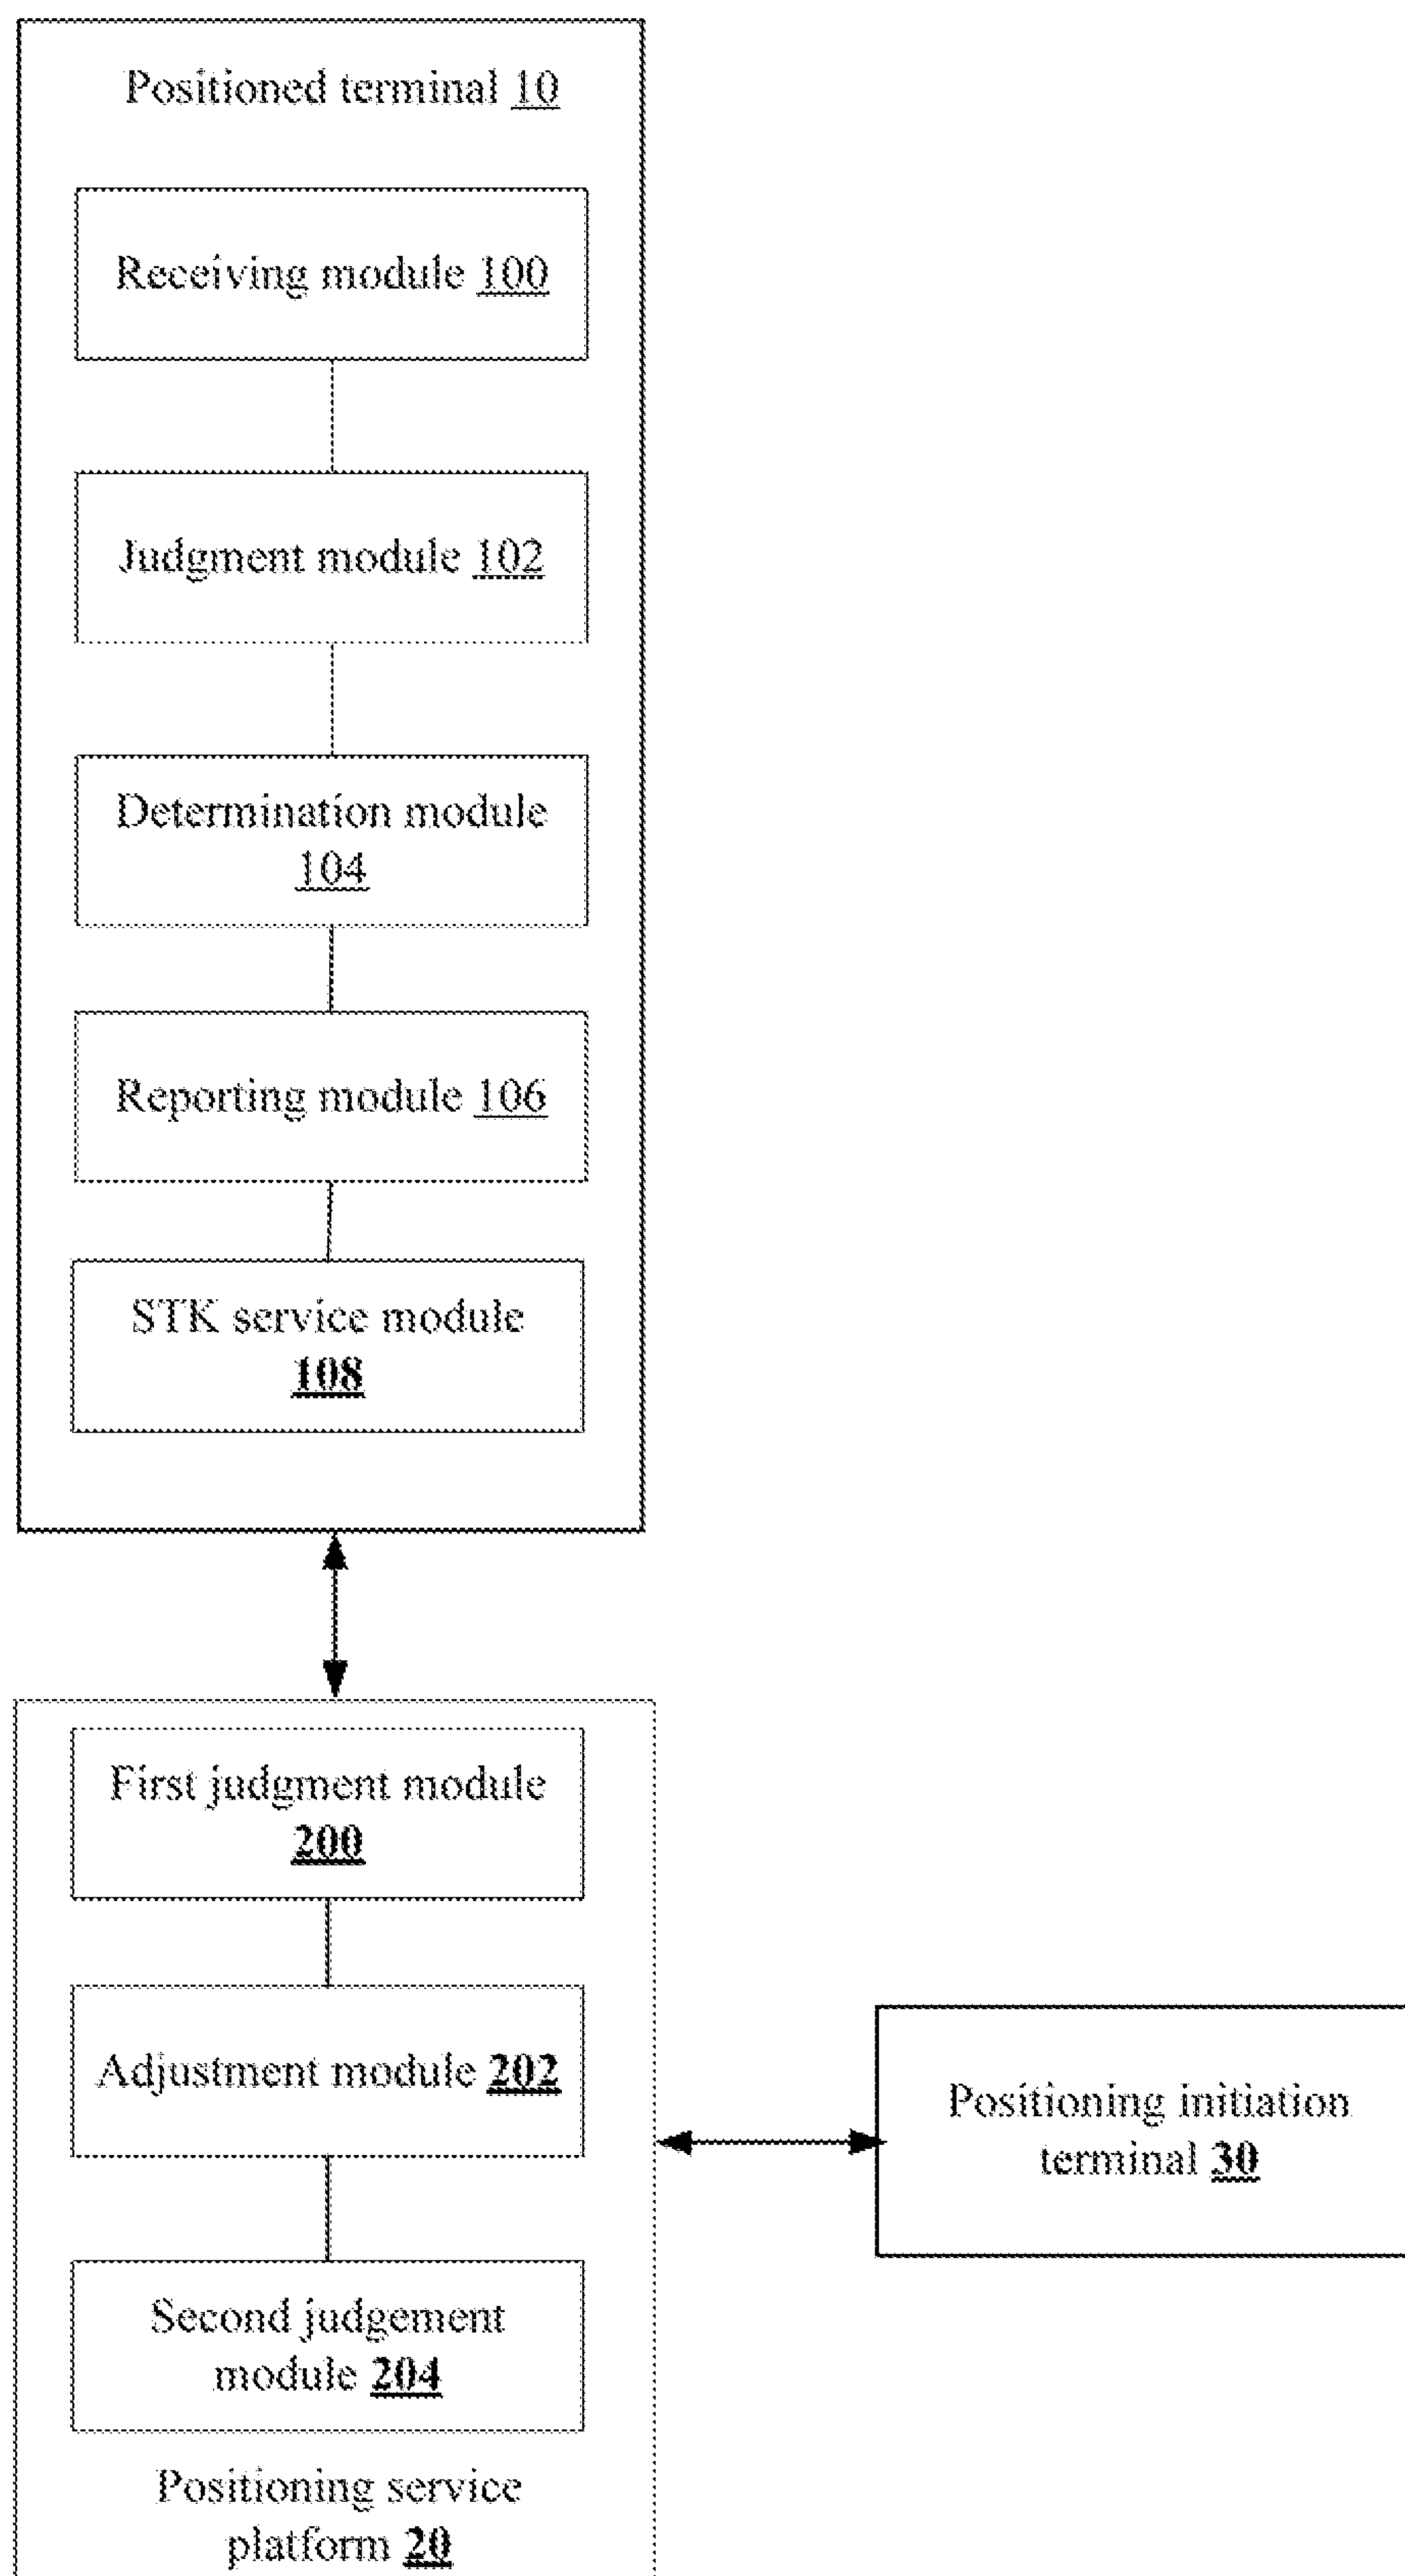 Positioned terminal 10
Receiving module 100
Judgment module 102
Determination module
104
Reporting module 106
STK service module
108
First judgment module
200
Adjustment module 202
Second judgement
module 204
Positioning service
platform 20
Positioning initiation
terminal 30